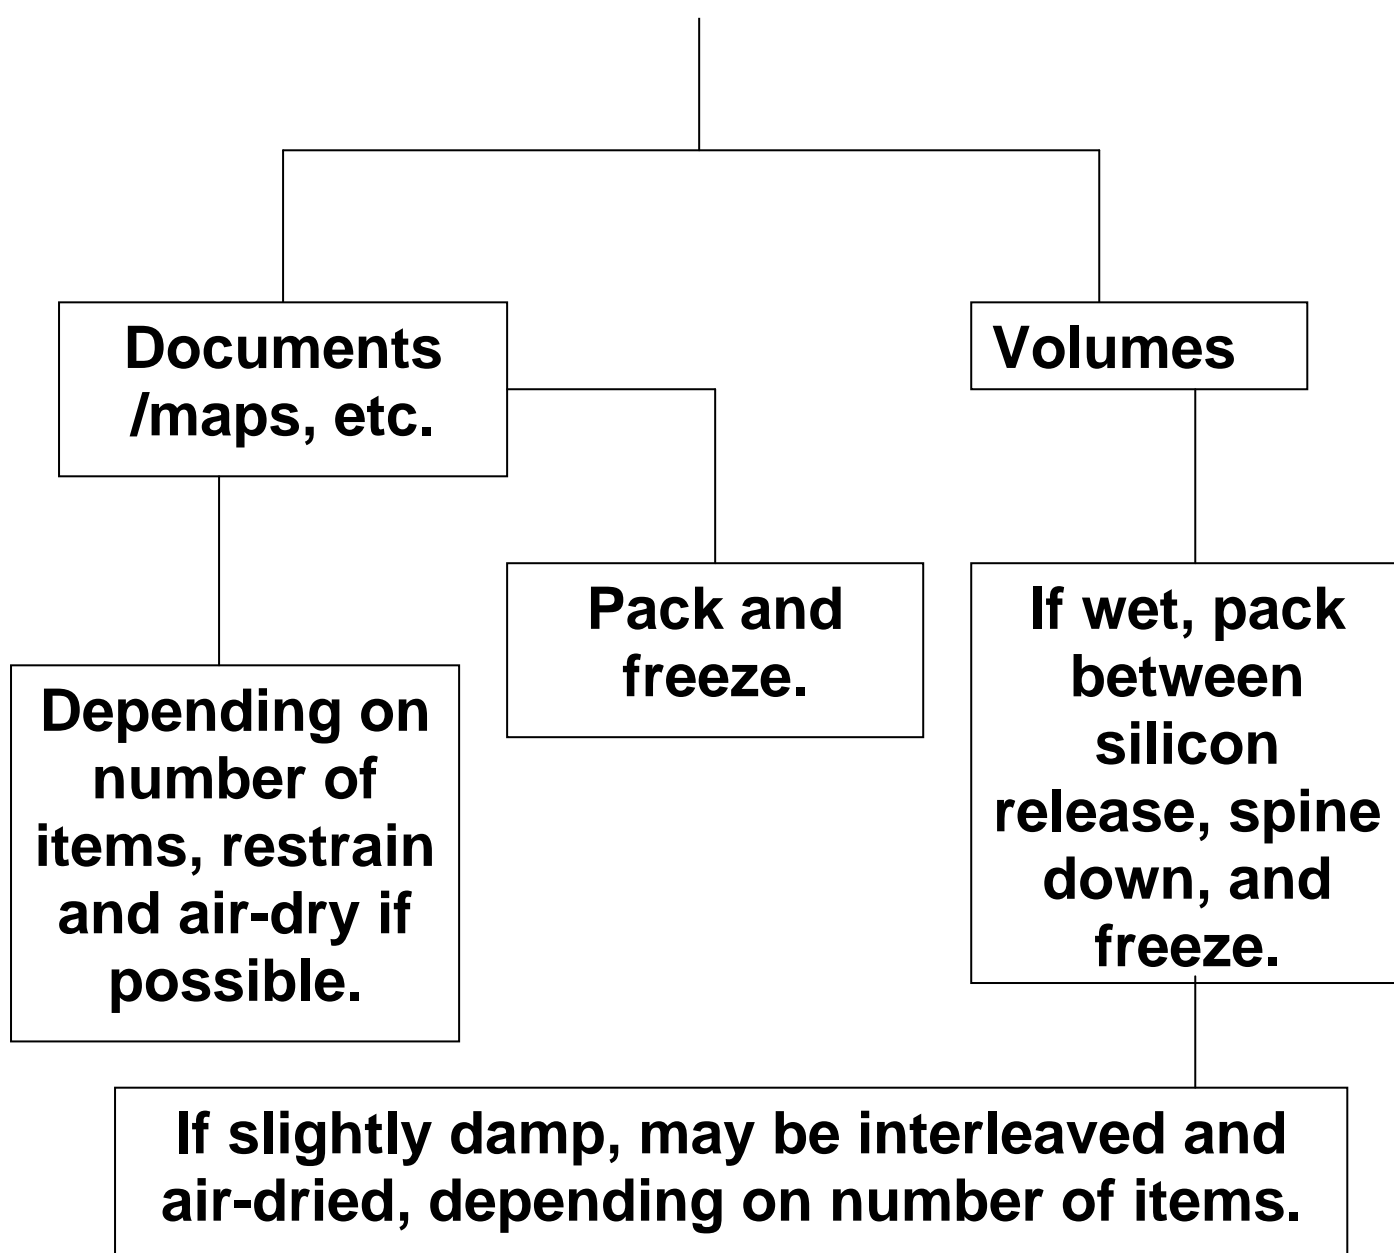 Documents
/maps, etc.
Volumes
Pack and
freeze.
If wet, pack
between
silicon
release, spine
down, and
freeze.
Depending on
number of
items, restrain
and air-dry if
possible.
If slightly damp, may be interleaved and
air-dried, depending on number of items.